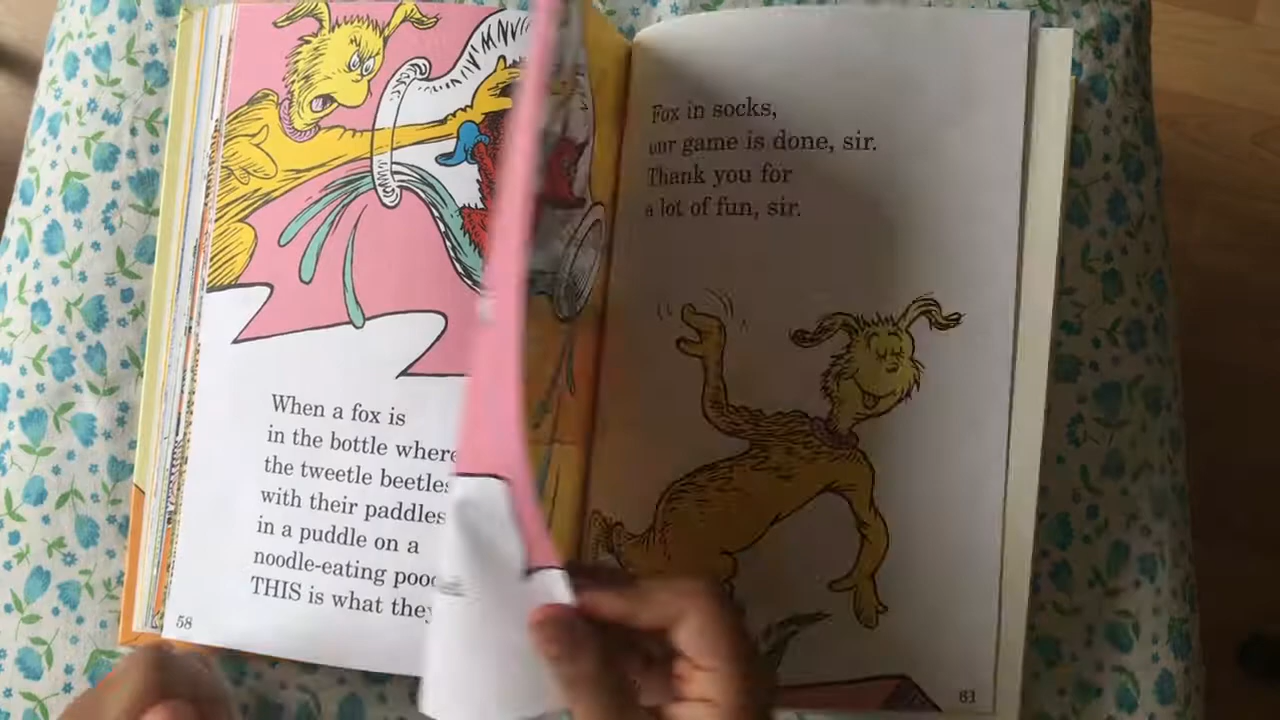 When a fox is
in the bottle where
the tweetle beetles
with their paddles
in a puddle on a
noodle-eating
THIS is what
58
Fox in socks,
our game is done, sir.
Thank you for
a lot of fun, sir.
61